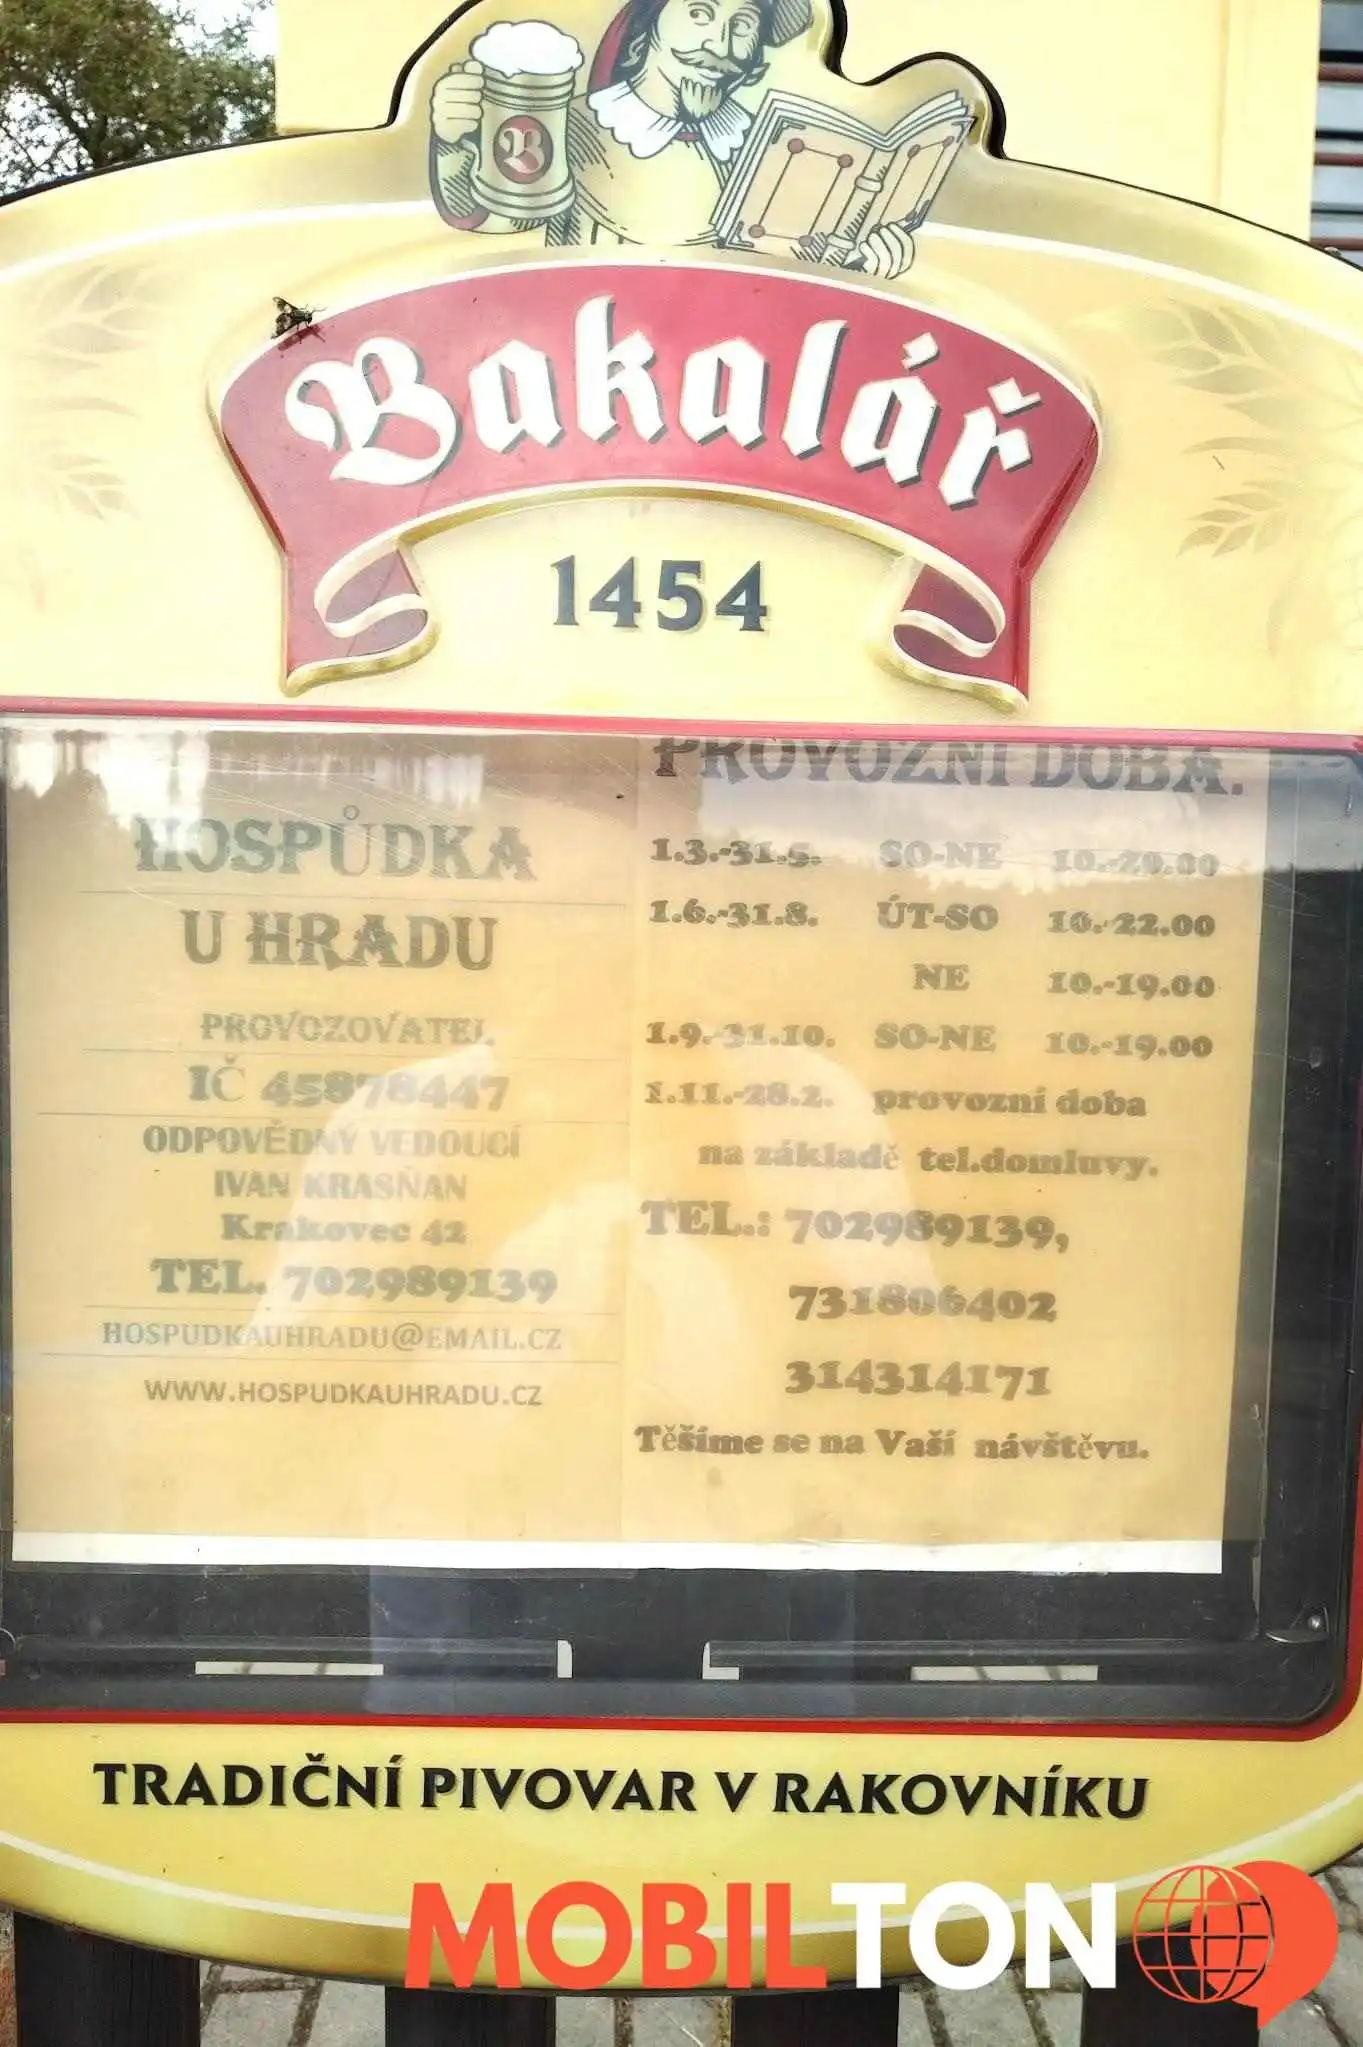 B
Bakalář
1454
HOSPŮDKA
U HRADU
PROVOZOVATEL
IČ 45878447
ODPOVĚDNÝ VEDOUCÍ
IVAN KRASŇAN
Krakovec 42
TEL. 702989139
HOSPUDKAUHRADU@EMAIL.CZ
WWW.HOSPUDKAUHRADU.CZ
PROVOZNÍ DOBA.
1.3.-31.5. SO-NE 10.-20.00
1.6.-31.8. ÚT-SO 10.-22.00
NE 10.-19.00
1.9.-31.10. SO-NE 10.-19.00
1.11.-28.2. provozní doba
na základě tel.domluvy.
TEL.: 702989139,
731806402
314314171
Těšíme se na Vaší návštěvu.
TRADIČNÍ PIVOVAR V RAKOVNÍKU
MOBILTON